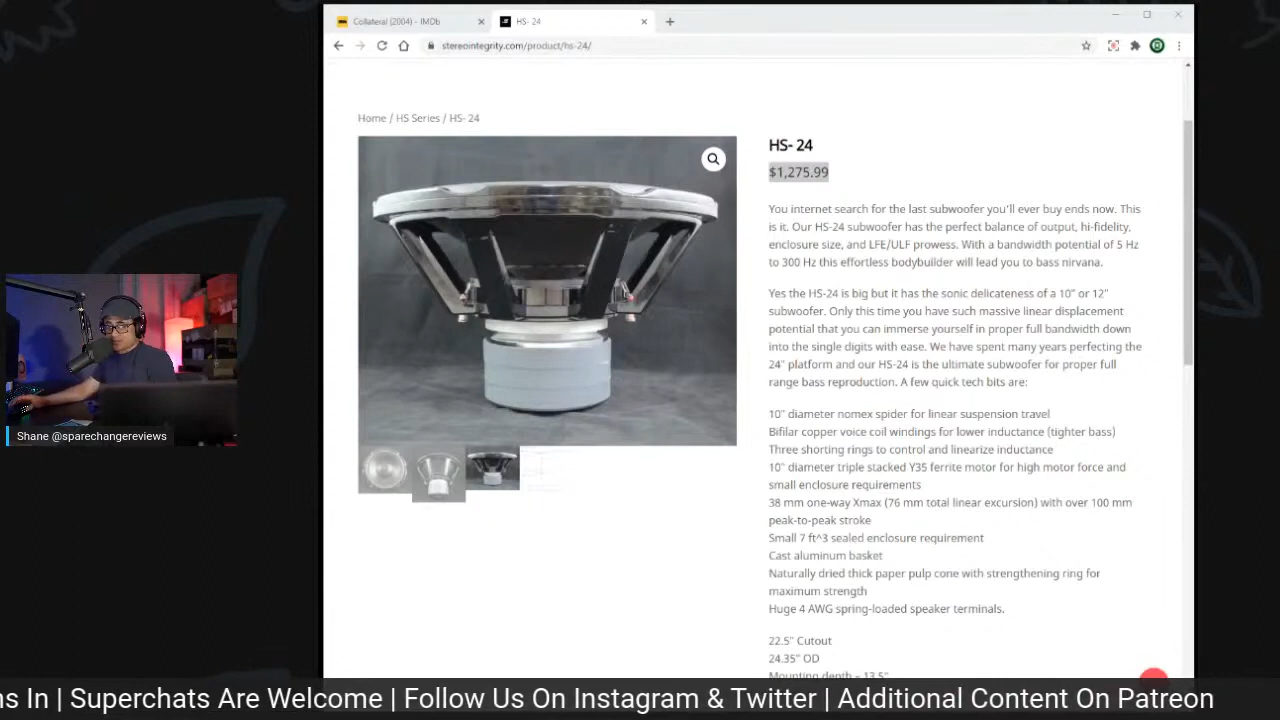 Collateral (2004) - IMDb
HS- 24
stereointegrity.com/product/hs-24/
Home / HS Series / HS- 24
HS- 24
$1,275.99
You internet search for the last subwoofer you'll ever buy ends now. This
is it. Our HS-24 subwoofer has the perfect balance of output, hi-fidelity,
enclosure size, and LFE/ULF prowess. With a bandwidth potential of 5 Hz
to 300 Hz this effortless bodybuilder will lead you to bass nirvana.
Yes the HS-24 is big but it has the sonic delicateness of a 10" or 12"
subwoofer. Only this time you have such massive linear displacement
potential that you can immerse yourself in proper full bandwidth down
into the single digits with ease. We have spent many years perfecting the
24" platform and our HS-24 is the ultimate subwoofer for proper full
range bass reproduction. A few quick tech bits are:
10" diameter nomex spider for linear suspension travel
Bifilar copper voice coil windings for lower inductance (tighter bass)
Three shorting rings to control and linearize inductance
10" diameter triple stacked Y35 ferrite motor for high motor force and
small enclosure requirements
38 mm one-way Xmax (76 mm total linear excursion) with over 100 mm
peak-to-peak stroke
Small 7 ft^3 sealed enclosure requirement
Cast aluminum basket
Naturally dried thick paper pulp cone with strengthening ring for
maximum strength
Huge 4 AWG spring-loaded speaker terminals.
22.5" Cutout
24.35" OD
Mounting depth – 13.5"
Shane @sparechangereviews
ns In | Superchats Are Welcome | Follow Us On Instagram & Twitter | Additional Content On Patreon